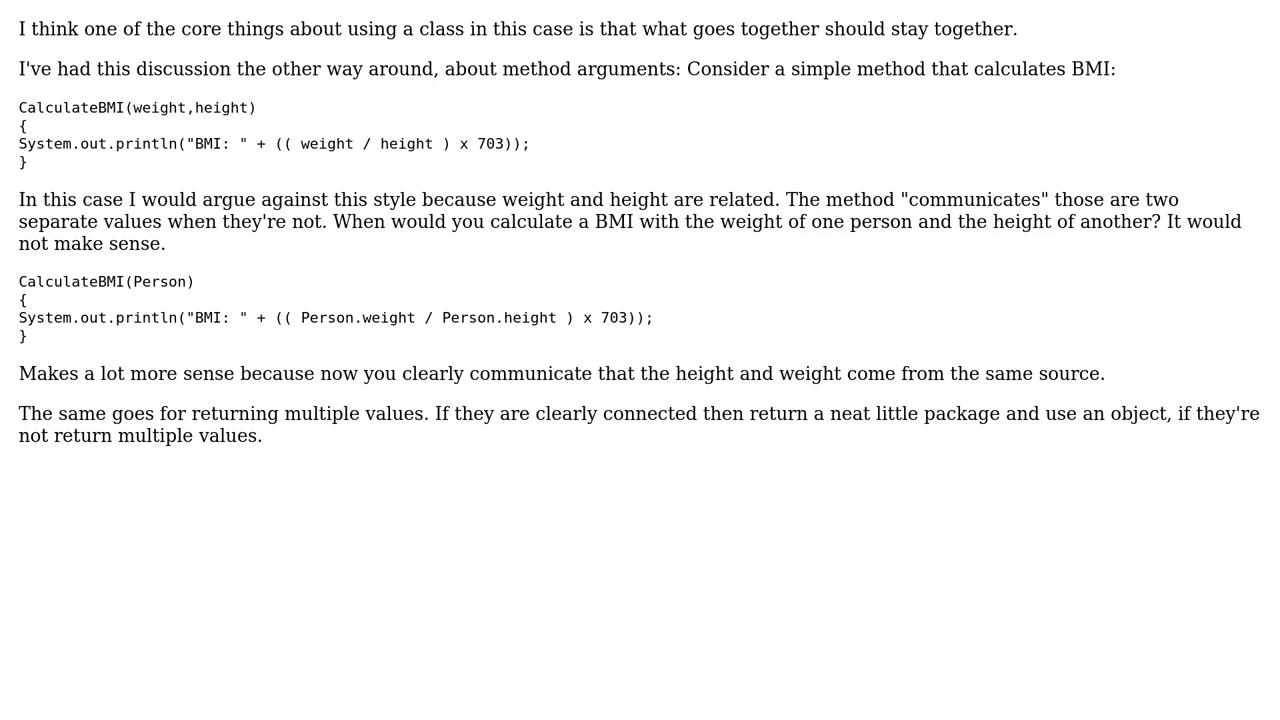 I think one of the core things about using a class in this case is that what goes together should stay together.
I've had this discussion the other way around, about method arguments: Consider a simple method that calculates BMI:
CalculateBMI(weight,height)
{
System.out.println("BMI: " + (( weight / height ) x 703));
}
In this case I would argue against this style because weight and height are related. The method "communicates" those are two
separate values when they're not. When would you calculate a BMI with the weight of one person and the height of another? It would
not make sense.
CalculateBMI(Person)
{
System.out.println("BMI: " + (( Person.weight / Person.height ) x 703));
}
Makes a lot more sense because now you clearly communicate that the height and weight come from the same source.
The same goes for returning multiple values. If they are clearly connected then return a neat little package and use an object, if they're
not return multiple values.